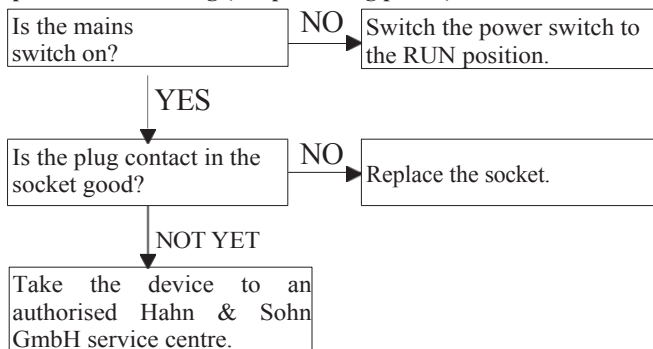 Is the mains
switch on?
NO
Switch the power switch to
the RUN position.
YES
Is the plug contact in the
socket good?
NO
Replace the socket.
NOT YET
Take the device to an
authorised Hahn & Sohn
GmbH service centre.